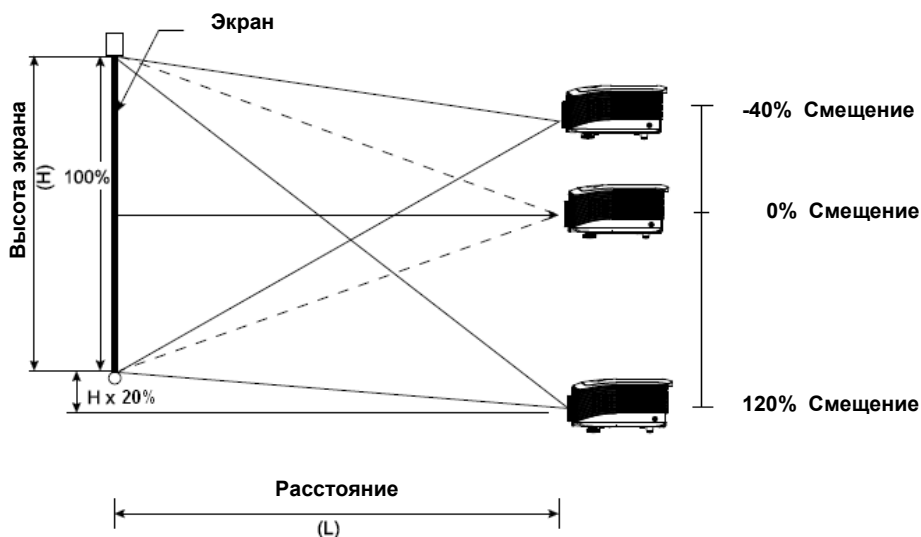 Экран
-40% Смещение
Высота экрана
(H)
100%
0% Смещение
H x 20%
120% Смещение
Расстояние
(L)